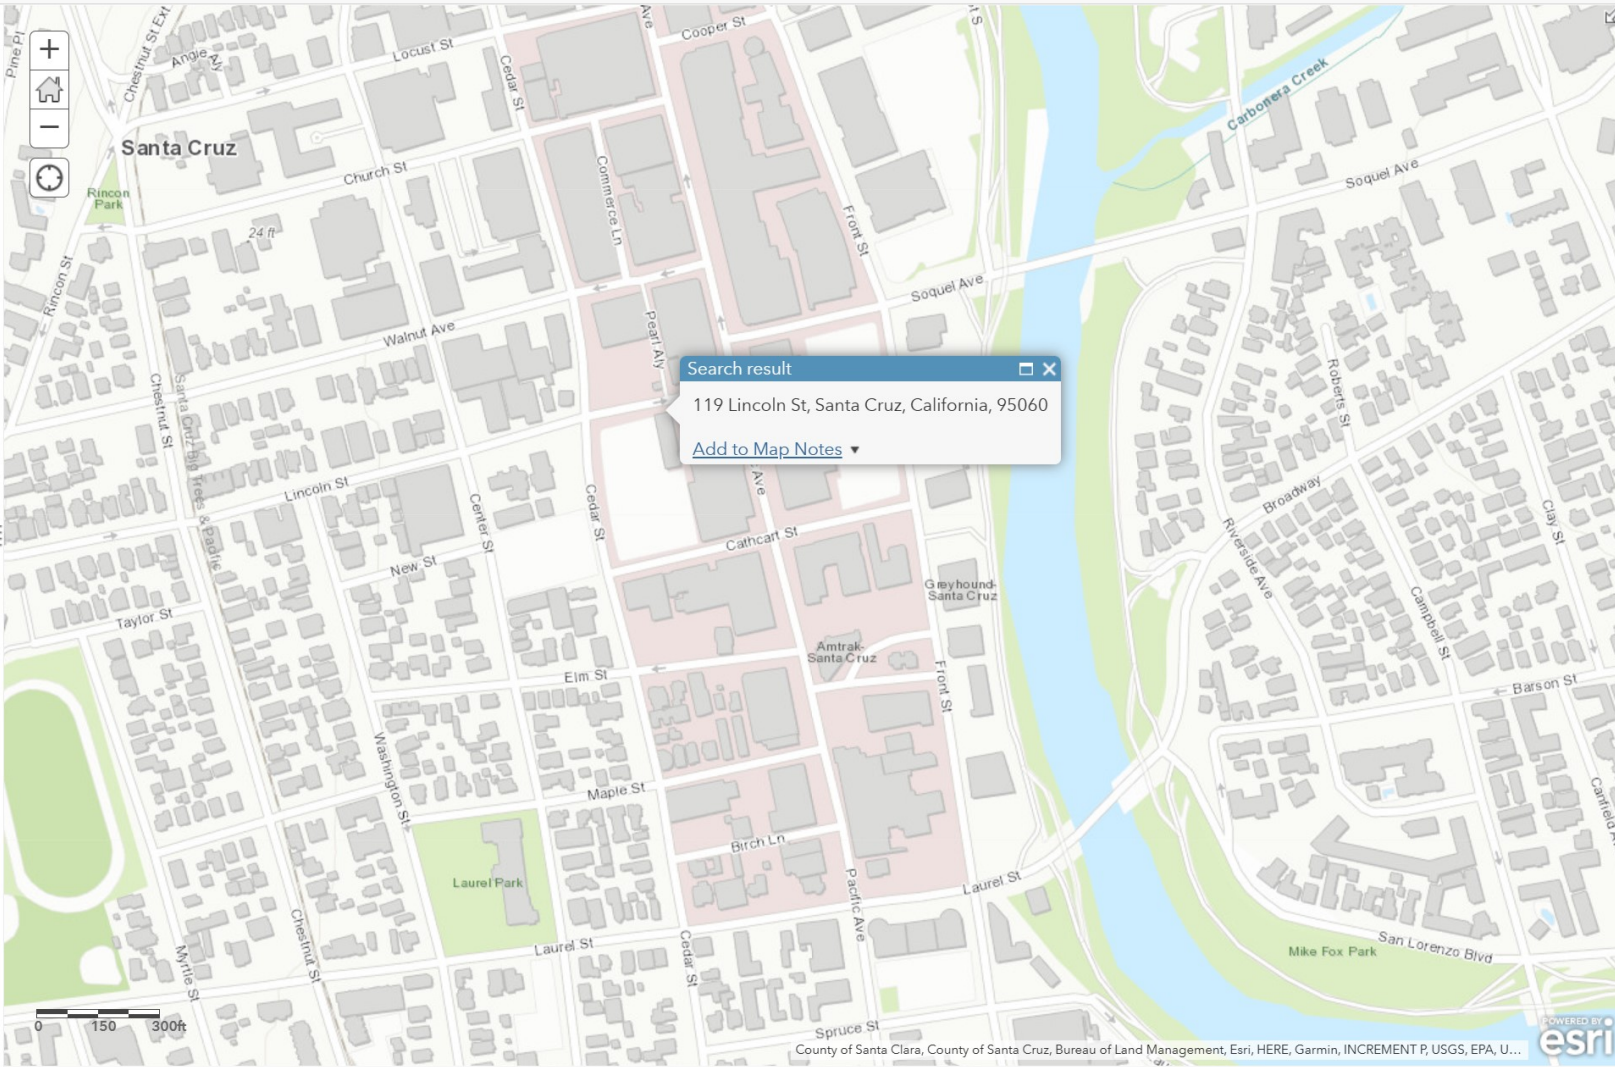 Pine Pl
Chestnut St Ext
Angle Aly
Locust St
Cedar St
Ave
Cooper St
t S
Carbonera Creek
Santa Cruz
Rincon
Park
Church St
Commerce Ln
Front St
Soquel Ave
24 ft
Rincon St
Walnut Ave
Pearl Aly
Soquel Ave
Search result
119 Lincoln St, Santa Cruz, California, 95060
Add to Map Notes
Chestnut St
Santa Cruz Big Trees & Pacific
Roberts St
Lincoln St
Center St
Cedar St
Ave
Broadway
Clay St
New St
Cathcart St
Riverside Ave
Greyhound-
Santa Cruz
Taylor St
Campbell St
Amtrak-
Santa Cruz
Elm St
Front St
Barson St
Washington St
Maple St
Canfield A
Birch Ln
Laurel Park
Laurel St
Pacific Ave
Chestnut St
Myrtle St
Laurel St
Cedar St
Mike Fox Park
San Lorenzo Blvd
Spruce St
0 150 300ft
County of Santa Clara, County of Santa Cruz, Bureau of Land Management, Esri, HERE, Garmin, INCREMENT P, USGS, EPA, U...
POWERED BY
esri